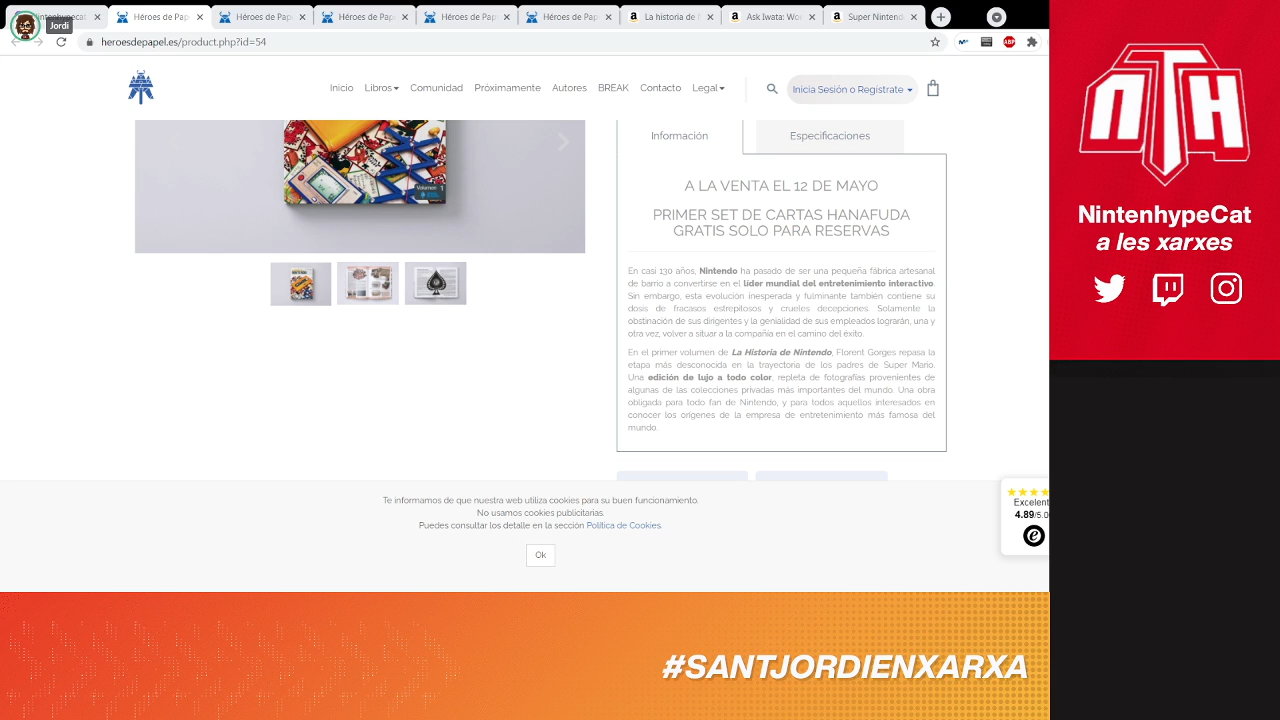 Nintenhypecat
Héroes de Pap
Héroes de Pap
Héroes de Pap
Héroes de Pap
Héroes de Pap
La historia de N
Ask Iwata: Wo
Super Nintend
Jordi
heroesdepapel.es/product.php?id=54
ABP
Inicio
Libros
Comunidad
Próximamente
Autores
BREAK
Contacto
Legal
Inicia Sesión o Regístrate
Información
Especificaciones
Volumen 1
A LA VENTA EL 12 DE MAYO
PRIMER SET DE CARTAS HANAFUDA
GRATIS SOLO PARA RESERVAS
En casi 130 años, Nintendo ha pasado de ser una pequeña fábrica artesanal
de barrio a convertirse en el líder mundial del entretenimiento interactivo.
Sin embargo, esta evolución inesperada y fulminante también contiene su
dosis de fracasos estrepitosos y crueles decepciones. Solamente la
obstinación de sus dirigentes y la genialidad de sus empleados lograrán, una y
otra vez, volver a situar a la compañía en el camino del éxito.
En el primer volumen de La Historia de Nintendo, Florent Gorges repasa la
etapa más desconocida en la trayectoria de los padres de Super Mario.
Una edición de lujo a todo color, repleta de fotografías provenientes de
algunas de las colecciones privadas más importantes del mundo. Una obra
obligada para todo fan de Nintendo, y para todos aquellos interesados en
conocer los orígenes de la empresa de entretenimiento más famosa del
mundo.
Te informamos de que nuestra web utiliza cookies para su buen funcionamiento.
No usamos cookies publicitarias.
Puedes consultar los detalle en la sección Política de Cookies.
Ok
Excelent
4.89/5.0
NTH
NintenhypeCat
a les xarxes
#SANTJORDIENXARXA